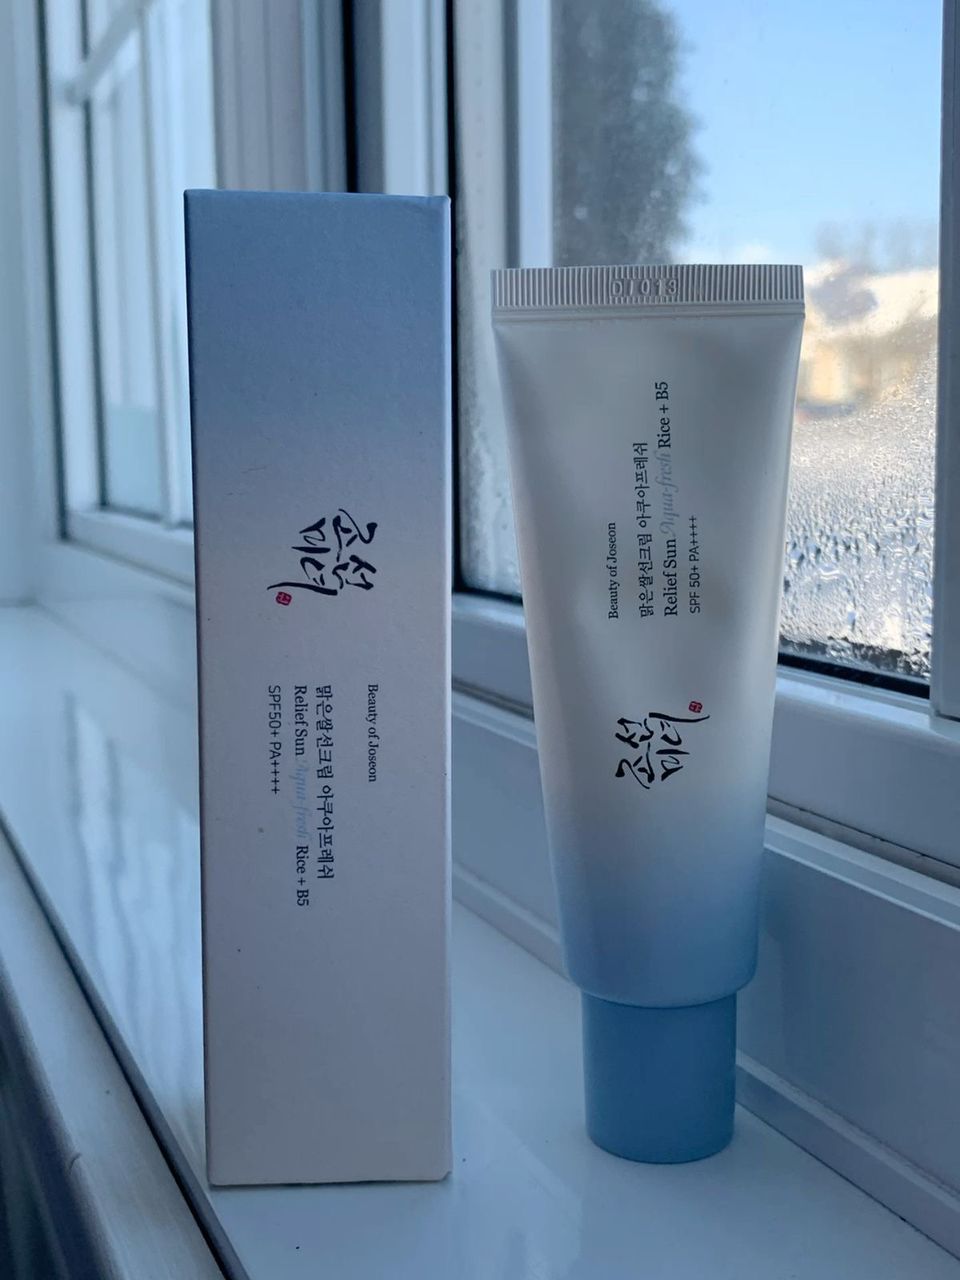 조선
미녀
Beauty of Joseon
맑은쌀선크림 아쿠아프레쉬
Relief Sun Aqua-fresh Rice + B5
SPF50+ PA++++
D/013
Beauty of Joseon
맑은쌀선크림 아쿠아프레쉬
Relief Sun Aqua-fresh Rice + B5
SPF 50+ PA++++
조선
미녀